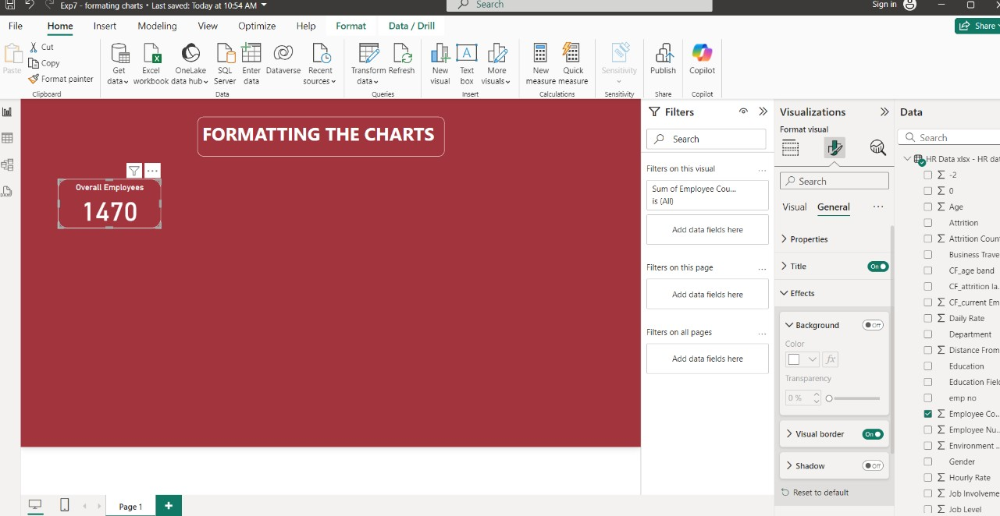 Exp7 - formating charts • Last saved: Today at 10:54 AM
Search
Sign in
File Home Insert Modeling View Optimize Help Format Data / Drill
Share
Paste
Cut
Copy
Format painter
Clipboard
Get data
Excel workbook
OneLake data hub
SQL Server
Enter data
Dataverse
Recent sources
Data
Transform data
Refresh
Queries
New visual
Text box
More visuals
Insert
New measure
Quick measure
Calculations
Sensitivity
Sensitivity
Publish
Share
Copilot
Copilot
FORMATTING THE CHARTS
Overall Employees
1470
Filters
Search
Filters on this visual ...
Sum of Employee Cou...
is (All)
Add data fields here
Filters on this page ...
Add data fields here
Filters on all pages ...
Add data fields here
Visualizations
Format visual
Search
Visual General ...
Properties
Title On
Effects
Background Off
Color
fx
Transparency
0 %
Visual border On
Shadow Off
Reset to default
Data
Search
HR Data xlsx - HR dat
Σ -2
Σ 0
Σ Age
Attrition
Σ Attrition Count
Business Trave
CF_age band
CF_attrition la...
Σ CF_current Em
Σ Daily Rate
Department
Σ Distance From
Education
Education Field
emp no
Σ Employee Co...
Σ Employee Nu...
Σ Environment ...
Gender
Σ Hourly Rate
Σ Job Involveme
Σ Job Level
Page 1
+